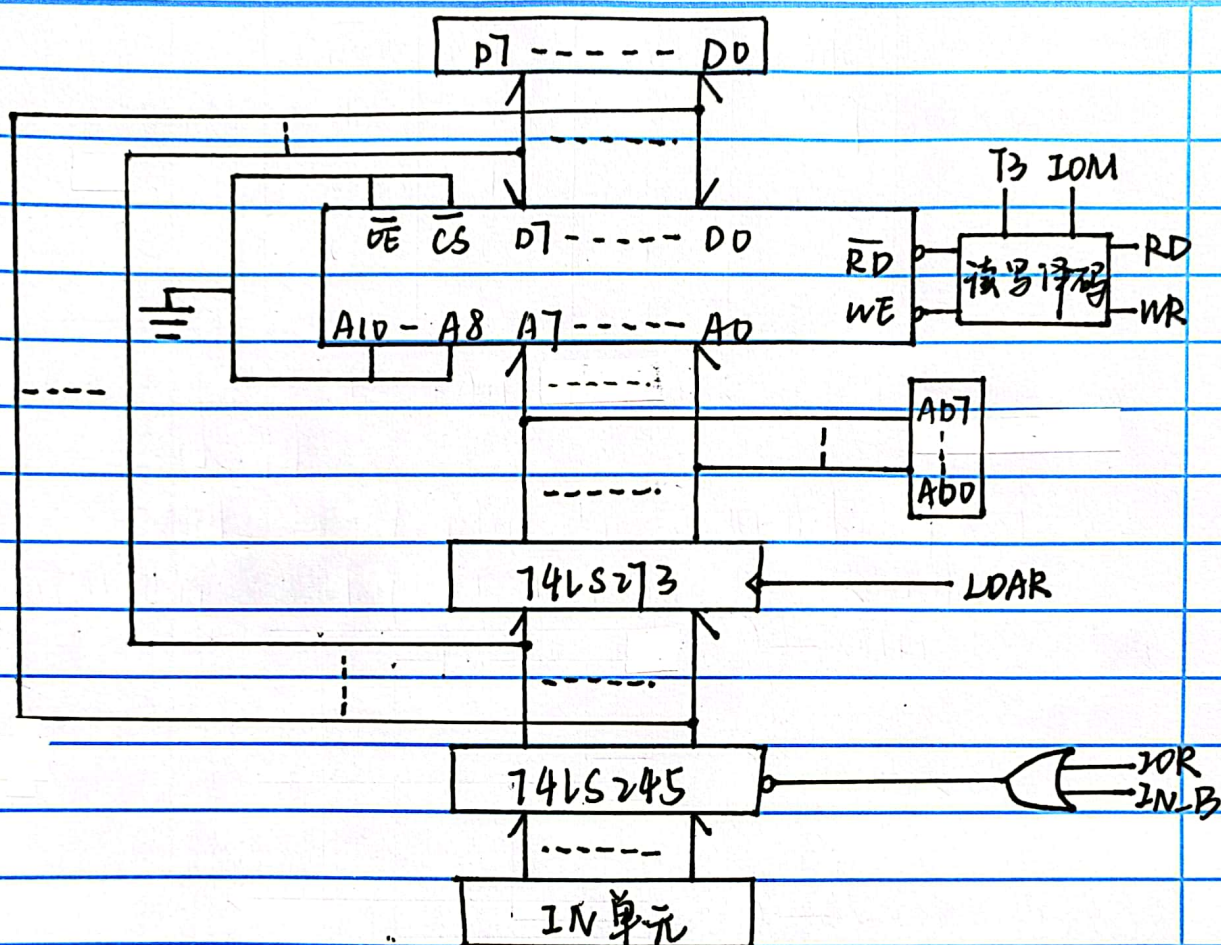 D7 ------ D0
T3 IOM
OE CS D7 ----- D0
RD
读写译码
RD
WE
WR
A10 - A8 A7 ----- A0
AD7
AD0
74LS273
LDAR
74LS245
IOR
IN_B
IN单元